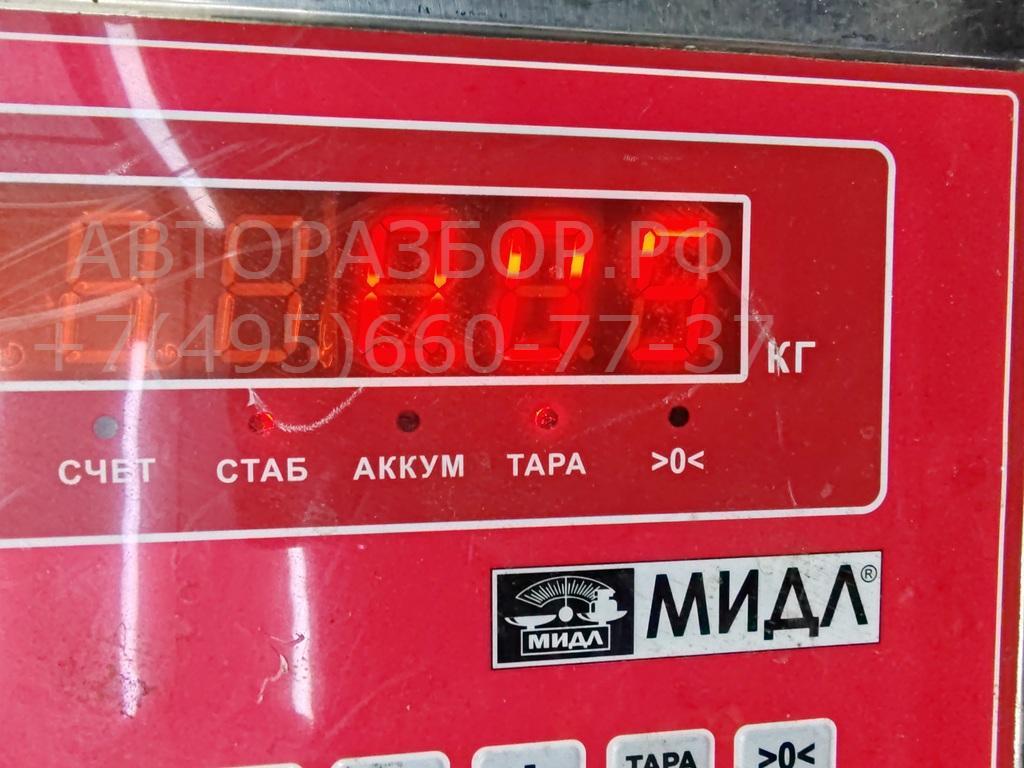 АВТОРАЗБОР.РФ
+7(495)660-77-37
КГ
СЧЕТ СТАБ АККУМ ТАРА >0<
МИДЛ МИДЛ®
ТАРА >0<